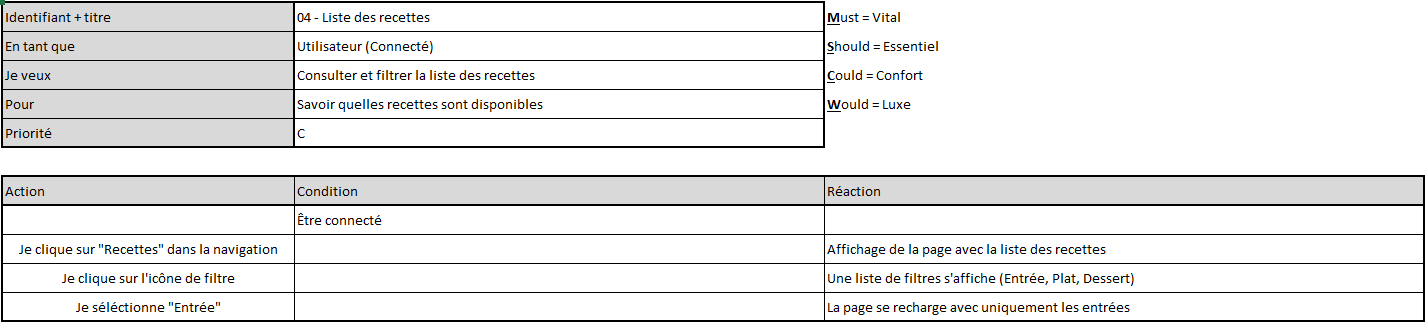 Identifiant + titre 04 - Liste des recettes Must = Vital
En tant que Utilisateur (Connecté) Should = Essentiel
Je veux Consulter et filtrer la liste des recettes Could = Confort
Pour Savoir quelles recettes sont disponibles Would = Luxe
Priorité C
Action Condition Réaction
Être connecté
Je clique sur "Recettes" dans la navigation Affichage de la page avec la liste des recettes
Je clique sur l'icône de filtre Une liste de filtres s'affiche (Entrée, Plat, Dessert)
Je séléctionne "Entrée" La page se recharge avec uniquement les entrées